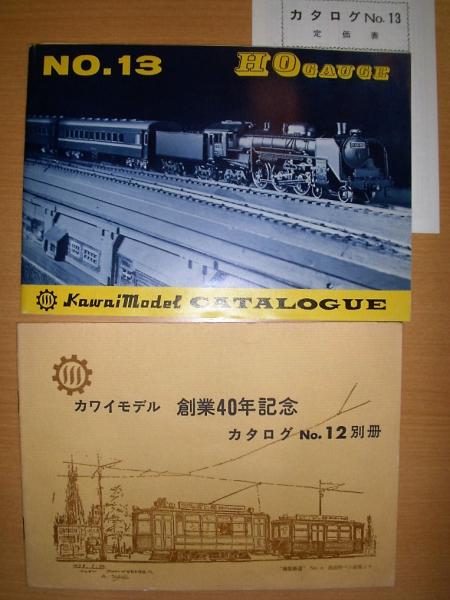 カタログ No. 13
定価表
NO. 13
HO GAUGE
KawaiModel CATALOGUE
カワイモデル 創業40年記念
カタログ No. 12 別冊